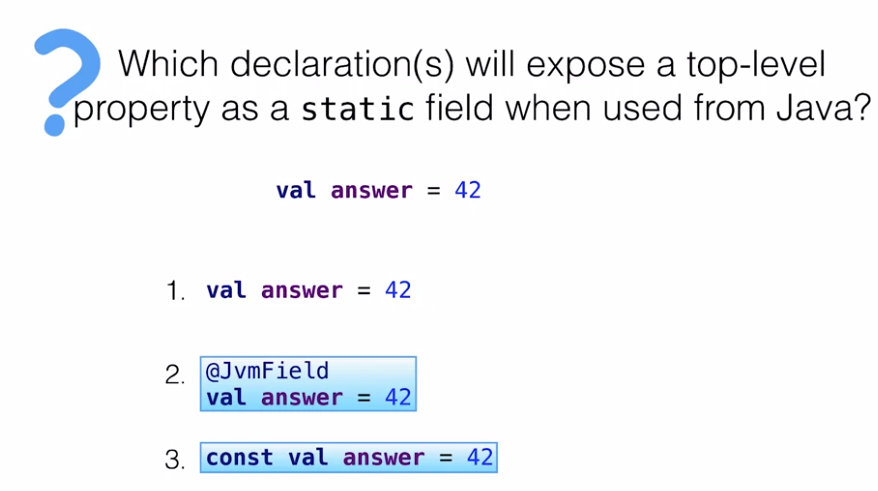 ?
Which declaration(s) will expose a top-level
property as a static field when used from Java?
val answer = 42
1. val answer = 42
2. @JvmField
val answer = 42
3. const val answer = 42